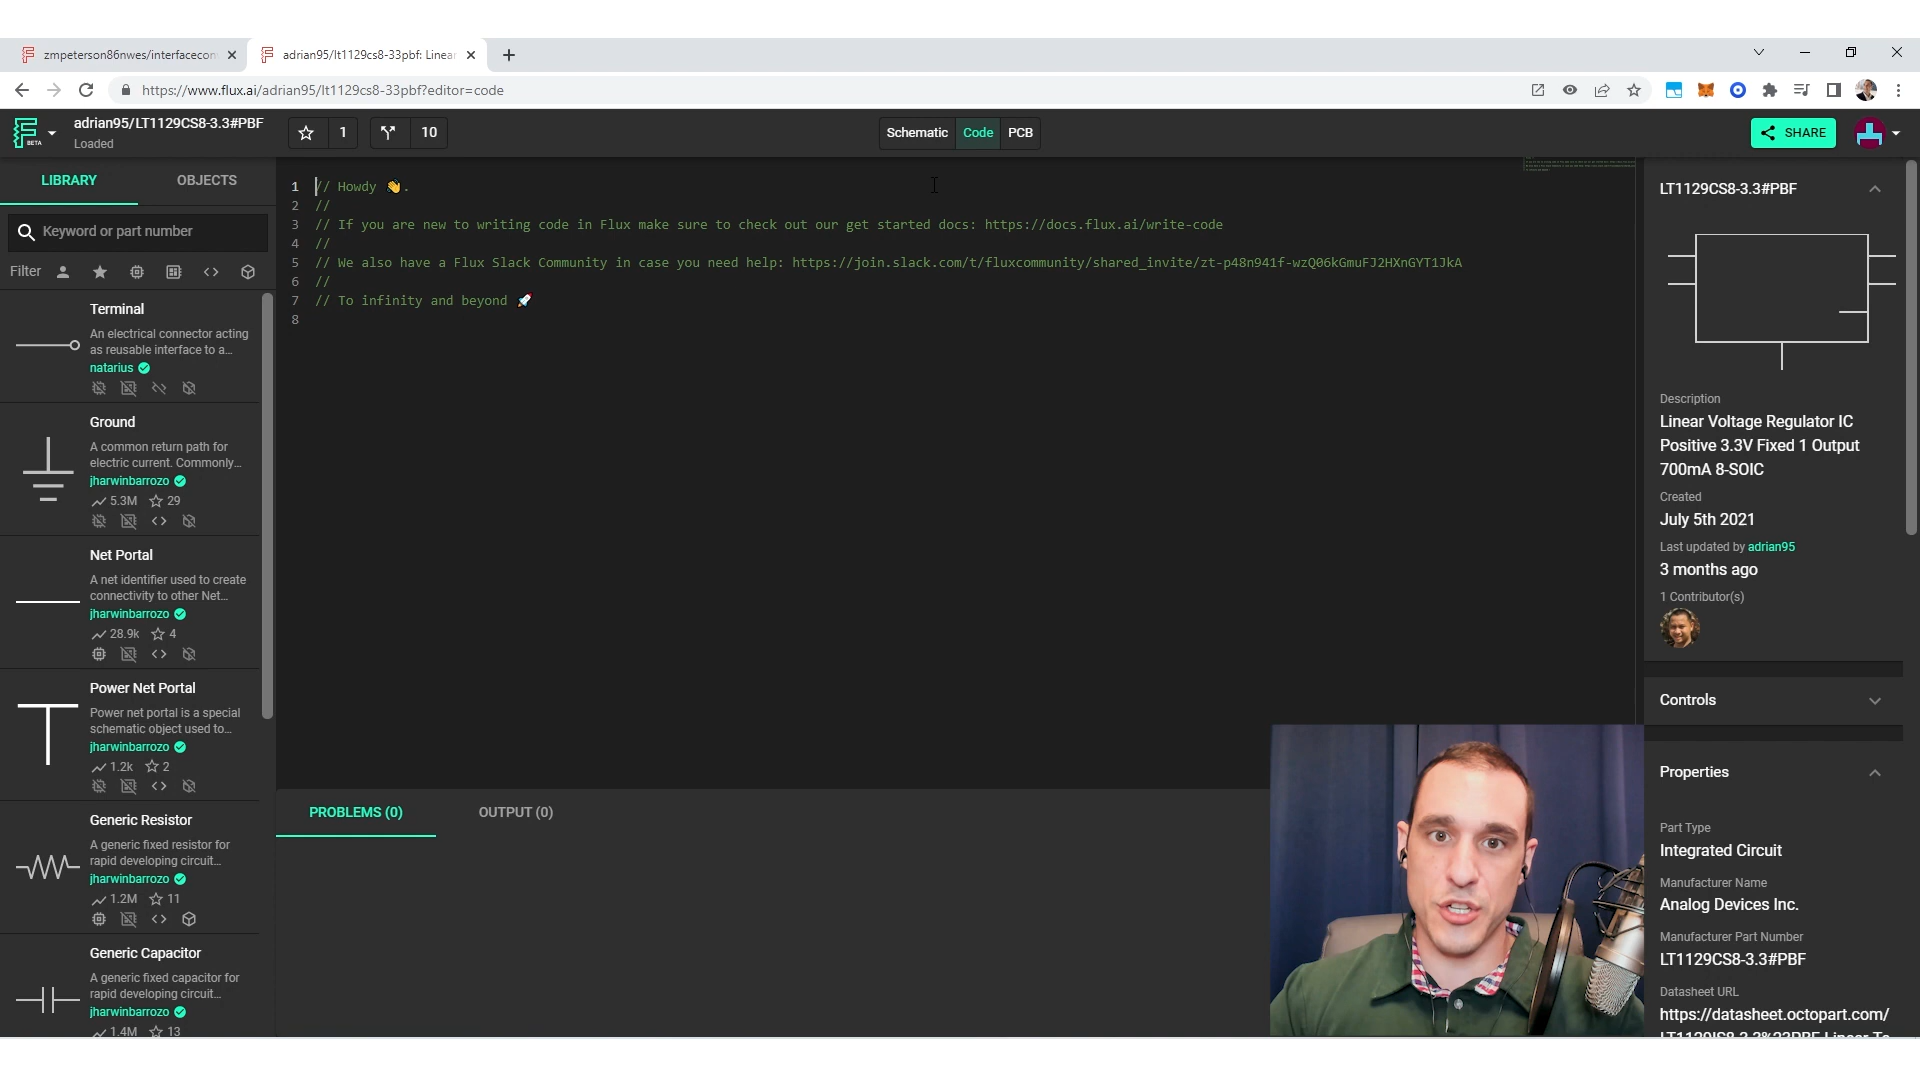 zmpeterson86nwes/interfacecon
adrian95/lt1129cs8-33pbf: Linear
https://www.flux.ai/adrian95/lt1129cs8-33pbf?editor=code
BETA
adrian95/LT1129CS8-3.3#PBF
Loaded
1
10
Schematic Code PCB
SHARE
LIBRARY OBJECTS
Keyword or part number
Filter
Terminal
An electrical connector acting
as reusable interface to a...
natarius
Ground
A common return path for
electric current. Commonly...
jharwinbarrozo
5.3M 29
Net Portal
A net identifier used to create
connectivity to other Net...
jharwinbarrozo
28.9k 4
Power Net Portal
Power net portal is a special
schematic object used to...
jharwinbarrozo
1.2k 2
Generic Resistor
A generic fixed resistor for
rapid developing circuit...
jharwinbarrozo
1.2M 11
Generic Capacitor
A generic fixed capacitor for
rapid developing circuit...
jharwinbarrozo
1.4M 13
1 // Howdy 👋.
2 //
3 // If you are new to writing code in Flux make sure to check out our get started docs: https://docs.flux.ai/write-code
4 //
5 // We also have a Flux Slack Community in case you need help: https://join.slack.com/t/fluxcommunity/shared_invite/zt-p48n941f-wzQ06kGmuFJ2HXnGYT1JkA
6 //
7 // To infinity and beyond 🚀
8
PROBLEMS (0) OUTPUT (0)
LT1129CS8-3.3#PBF
Description
Linear Voltage Regulator IC
Positive 3.3V Fixed 1 Output
700mA 8-SOIC
Created
July 5th 2021
Last updated by adrian95
3 months ago
1 Contributor(s)
Controls
Properties
Part Type
Integrated Circuit
Manufacturer Name
Analog Devices Inc.
Manufacturer Part Number
LT1129CS8-3.3#PBF
Datasheet URL
https://datasheet.octopart.com/